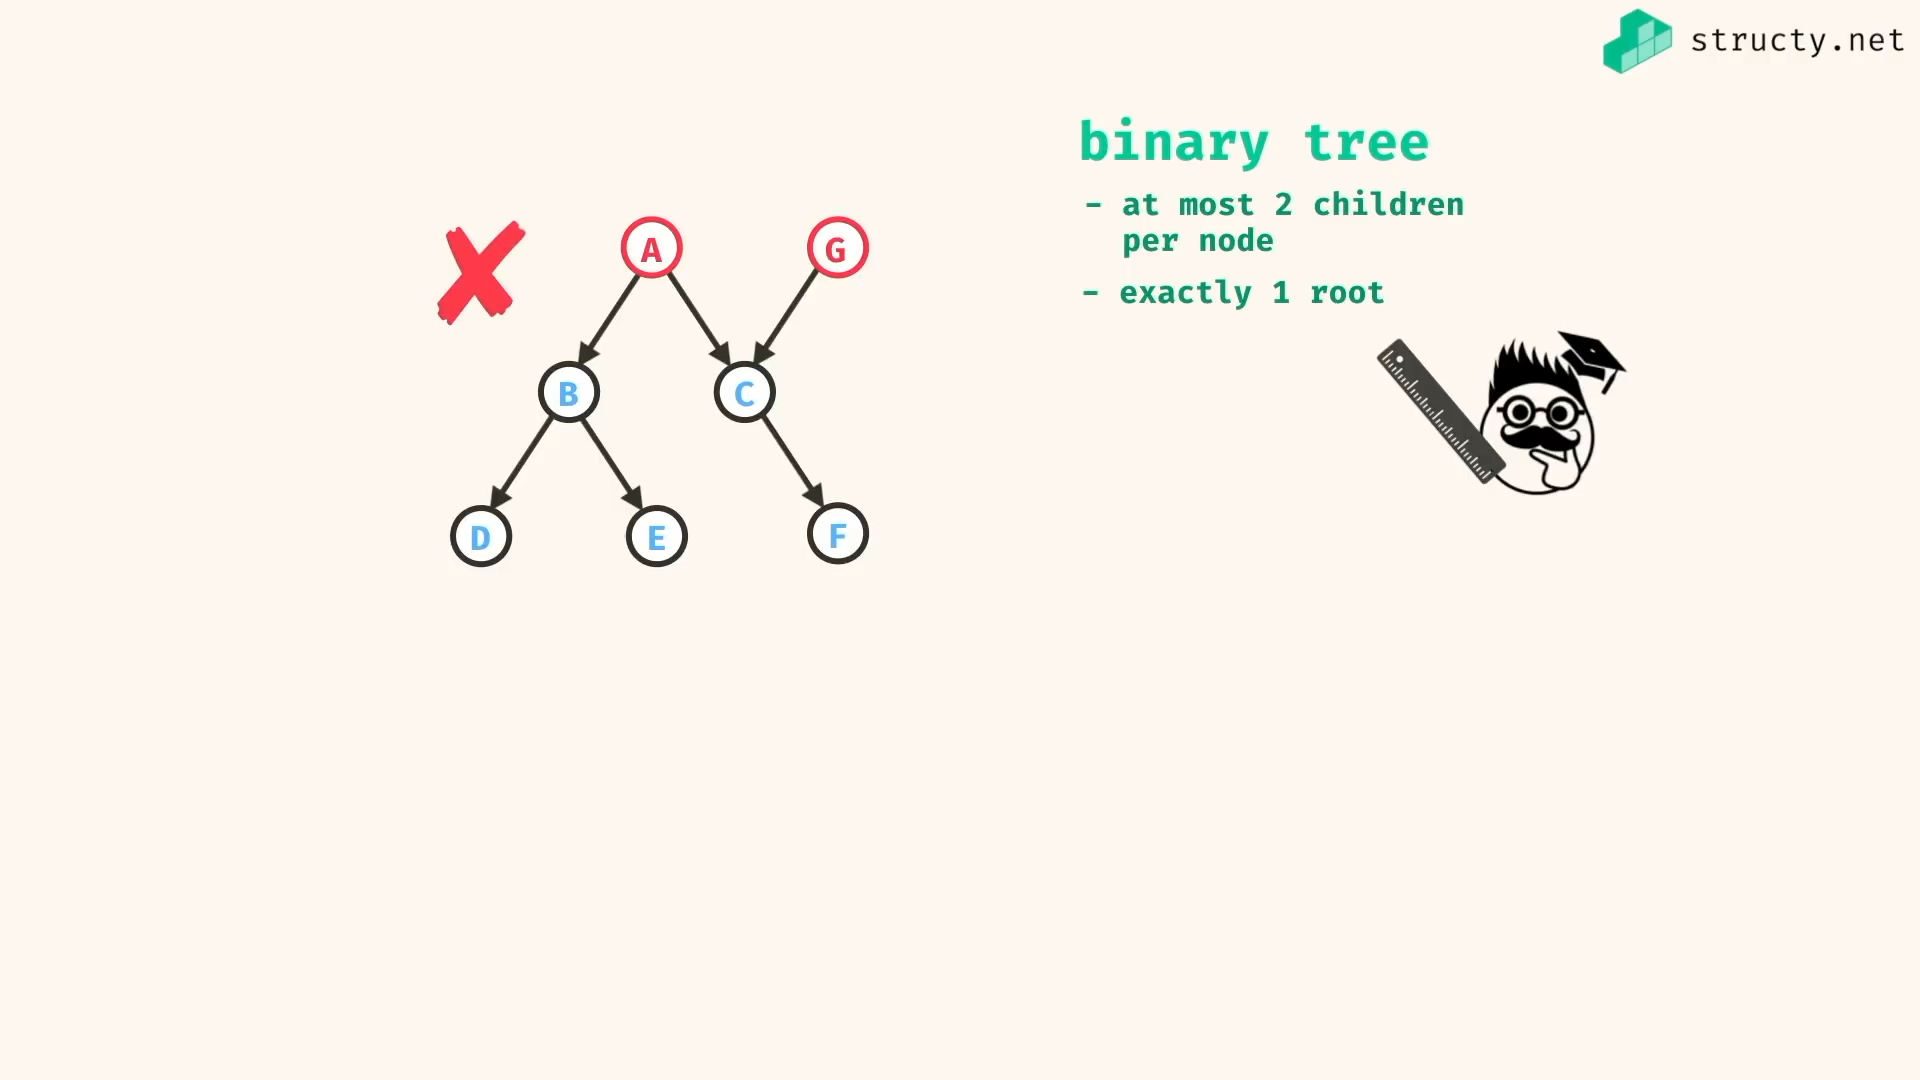 structy.net
binary tree
- at most 2 children
per node
- exactly 1 root
A G
B C
D E F